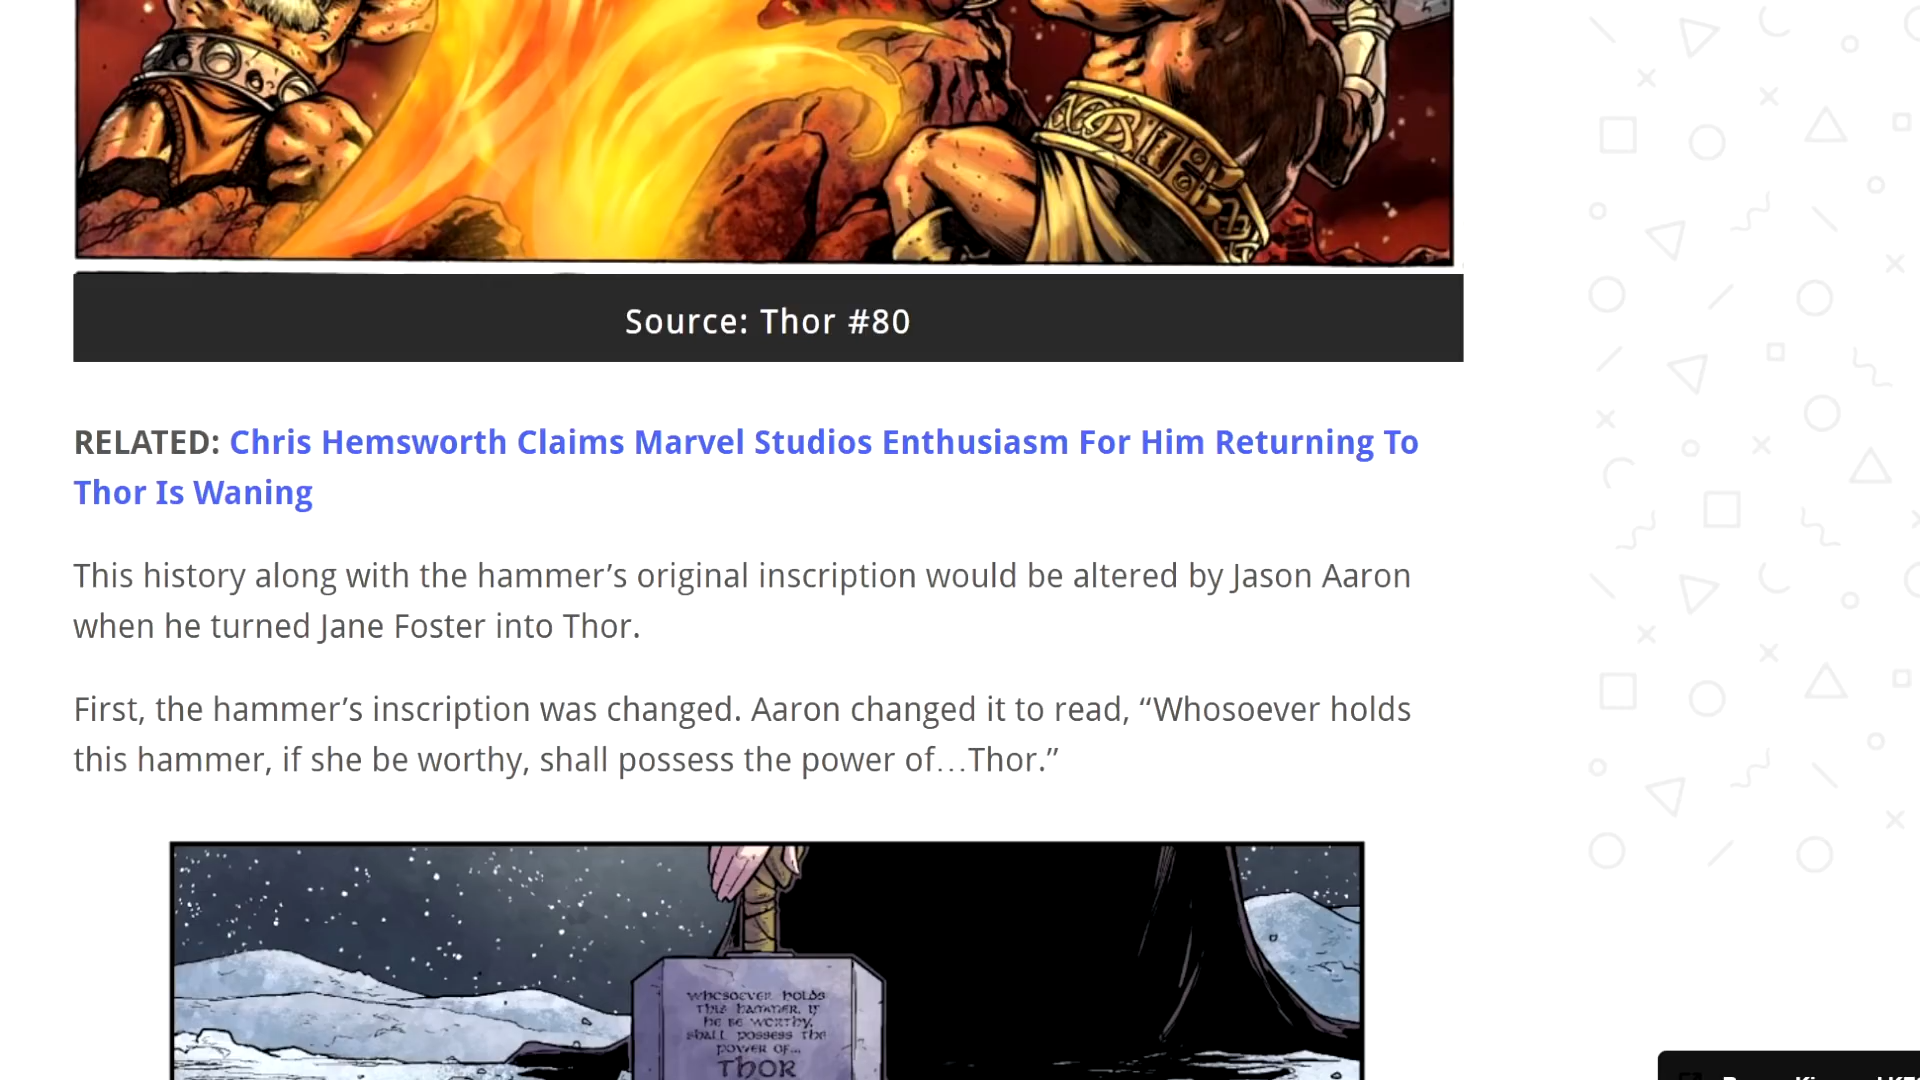 Source: Thor #80
RELATED: Chris Hemsworth Claims Marvel Studios Enthusiasm For Him Returning To
Thor Is Waning
This history along with the hammer’s original inscription would be altered by Jason Aaron
when he turned Jane Foster into Thor.
First, the hammer’s inscription was changed. Aaron changed it to read, “Whosoever holds
this hammer, if she be worthy, shall possess the power of…Thor.”
whosoever holds
this hammer, if
he be worthy,
shall possess the
power of...
THOR